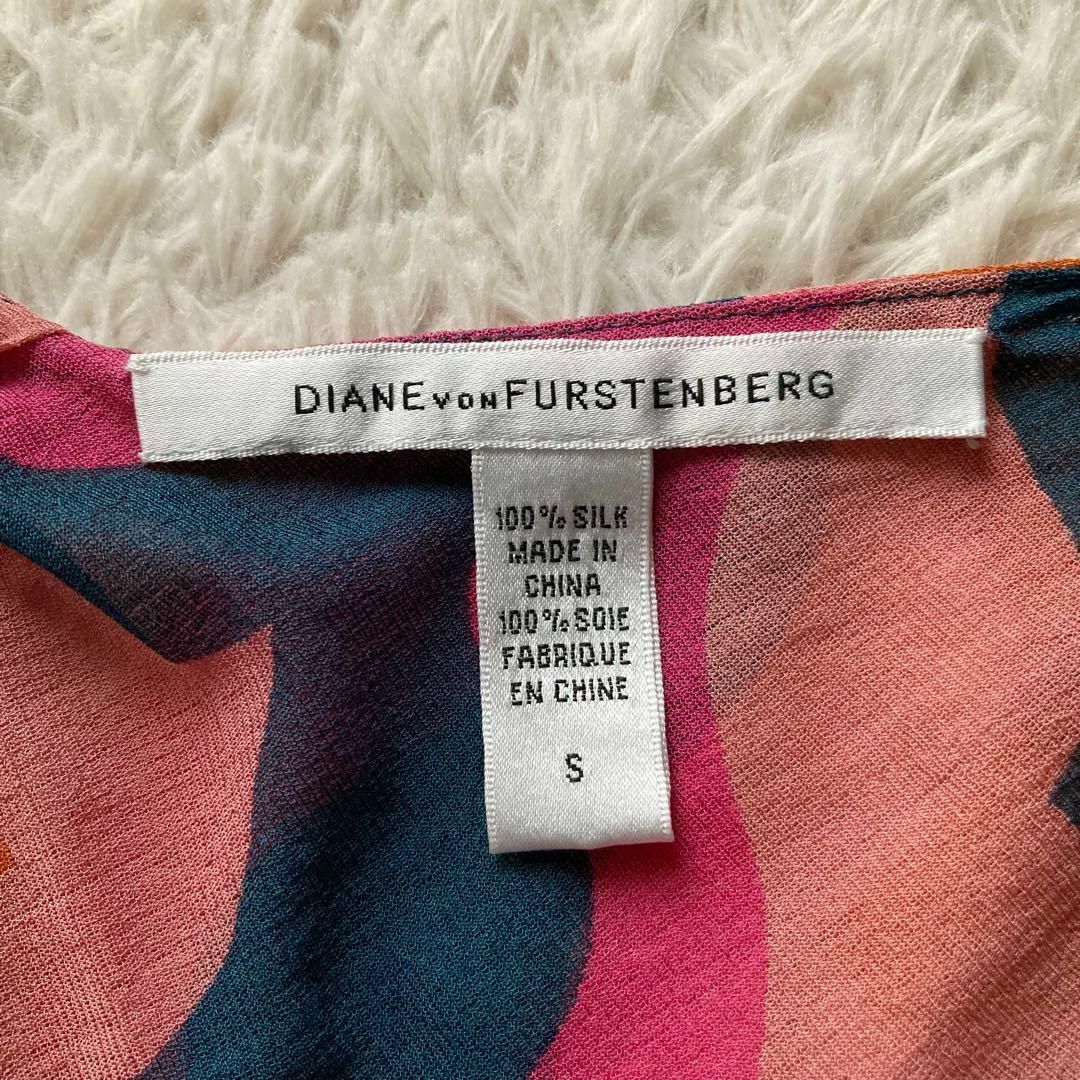 DIANE VON FURSTENBERG
100% SILK
MADE IN
CHINA
100% SOIE
FABRIQUE
EN CHINE
S